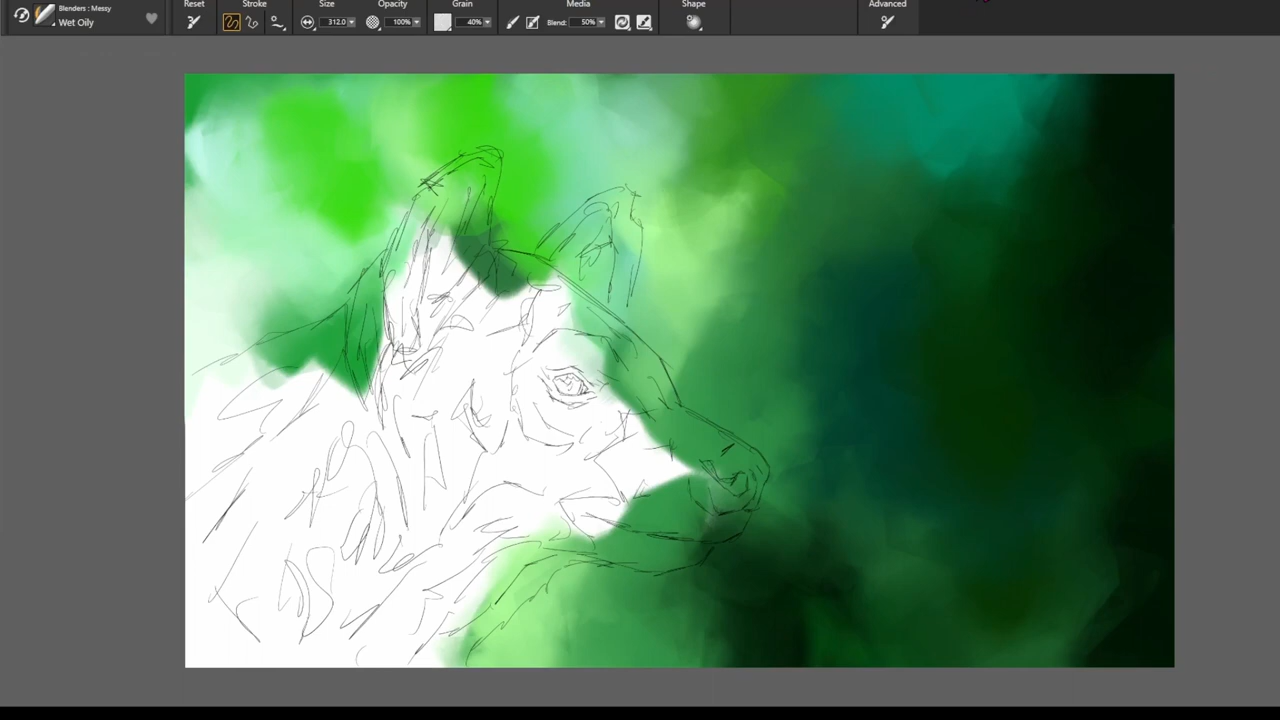 Blenders : Messy
Wet Oily
Reset
Stroke
Size
312.0
Opacity
100%
Grain
40%
Media
Blend: 50%
Shape
Advanced